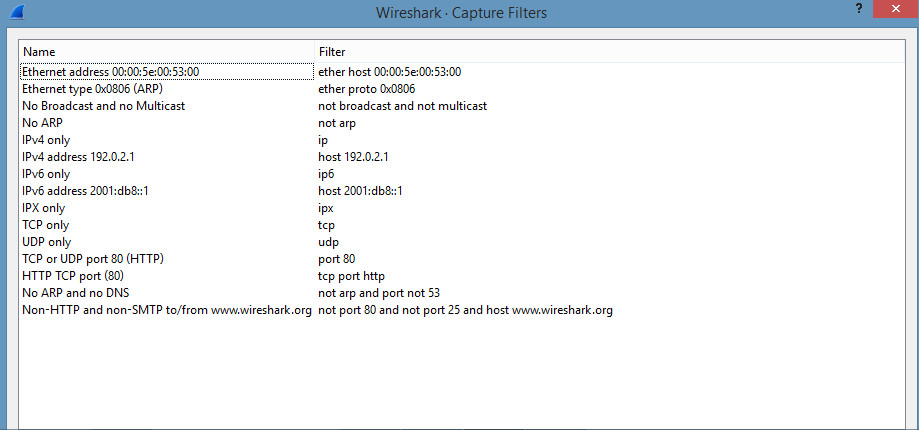 Wireshark · Capture Filters
?
Name Filter
Ethernet address 00:00:5e:00:53:00 ether host 00:00:5e:00:53:00
Ethernet type 0x0806 (ARP) ether proto 0x0806
No Broadcast and no Multicast not broadcast and not multicast
No ARP not arp
IPv4 only ip
IPv4 address 192.0.2.1 host 192.0.2.1
IPv6 only ip6
IPv6 address 2001:db8::1 host 2001:db8::1
IPX only ipx
TCP only tcp
UDP only udp
TCP or UDP port 80 (HTTP) port 80
HTTP TCP port (80) tcp port http
No ARP and no DNS not arp and port not 53
Non-HTTP and non-SMTP to/from www.wireshark.org not port 80 and not port 25 and host www.wireshark.org